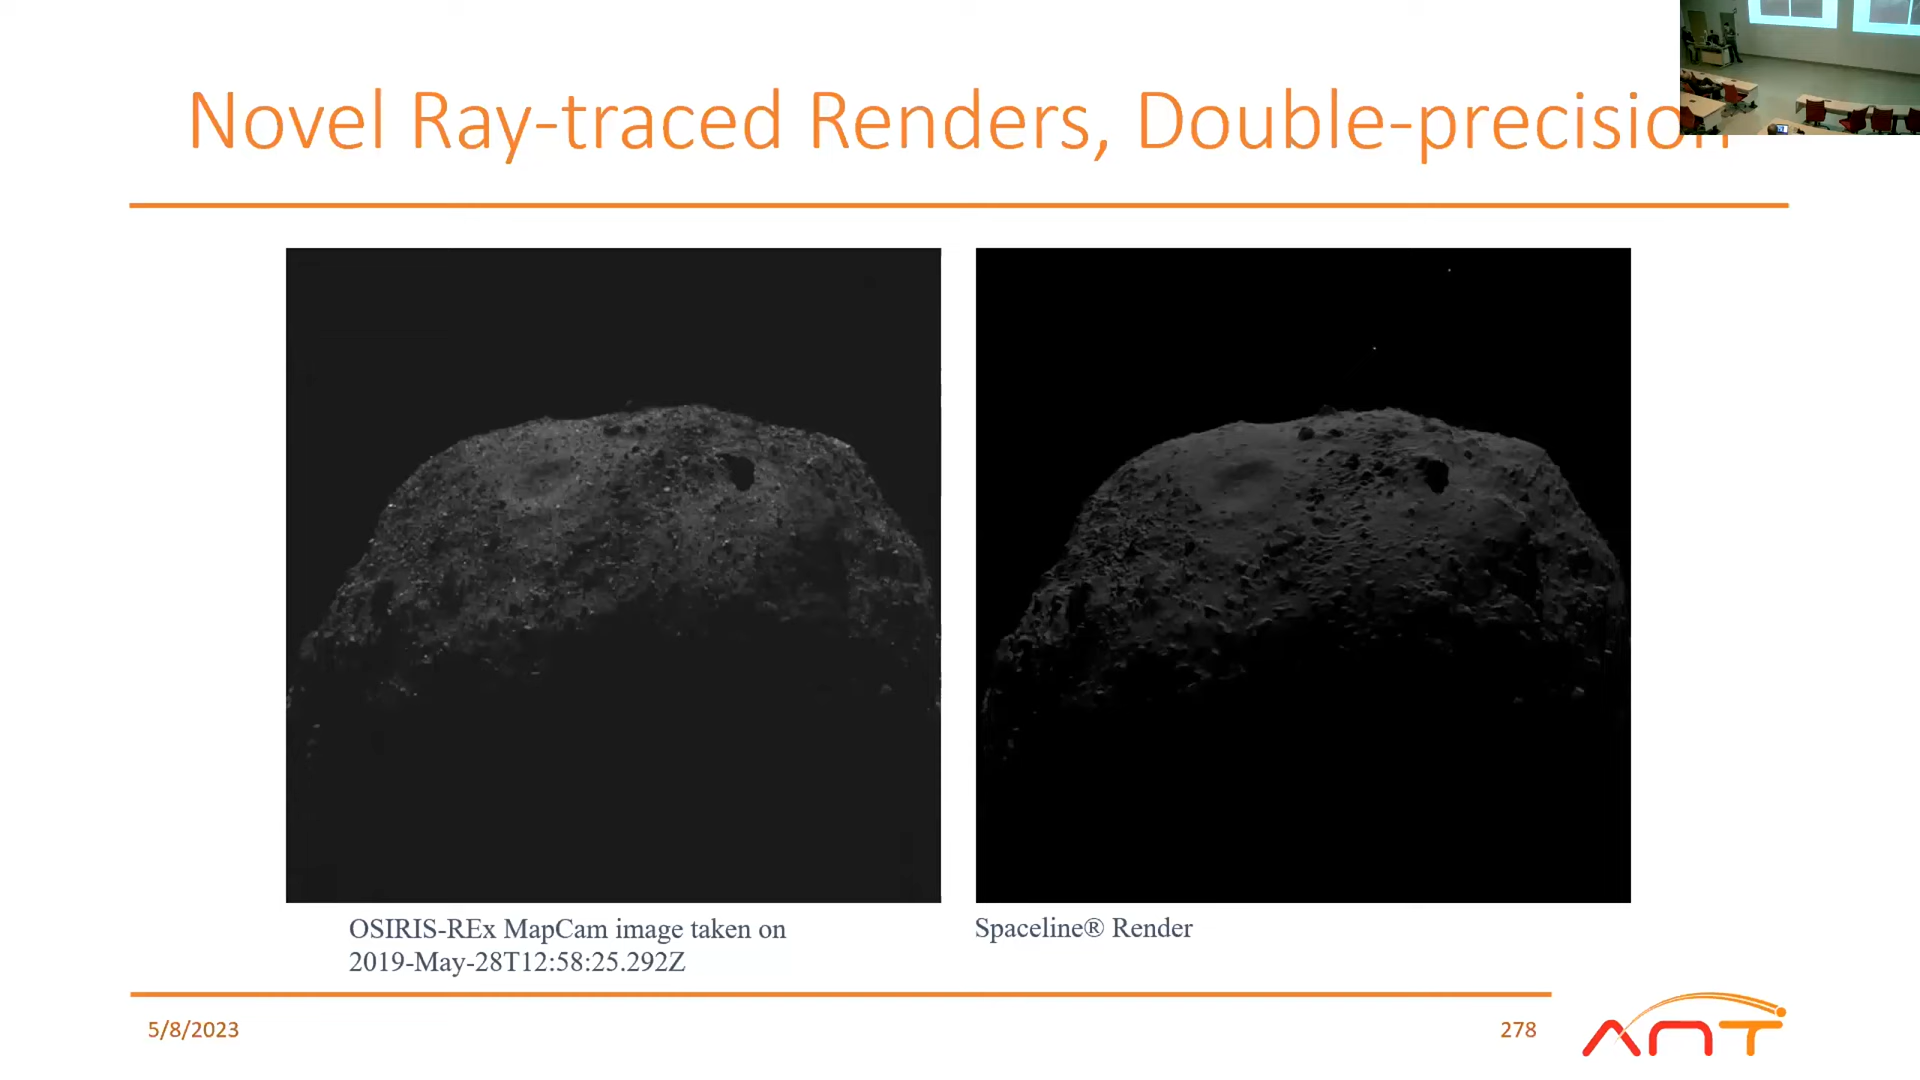 Novel Ray-traced Renders, Double-precision
OSIRIS-REx MapCam image taken on
2019-May-28T12:58:25.292Z
Spaceline® Render
5/8/2023
278
ANT